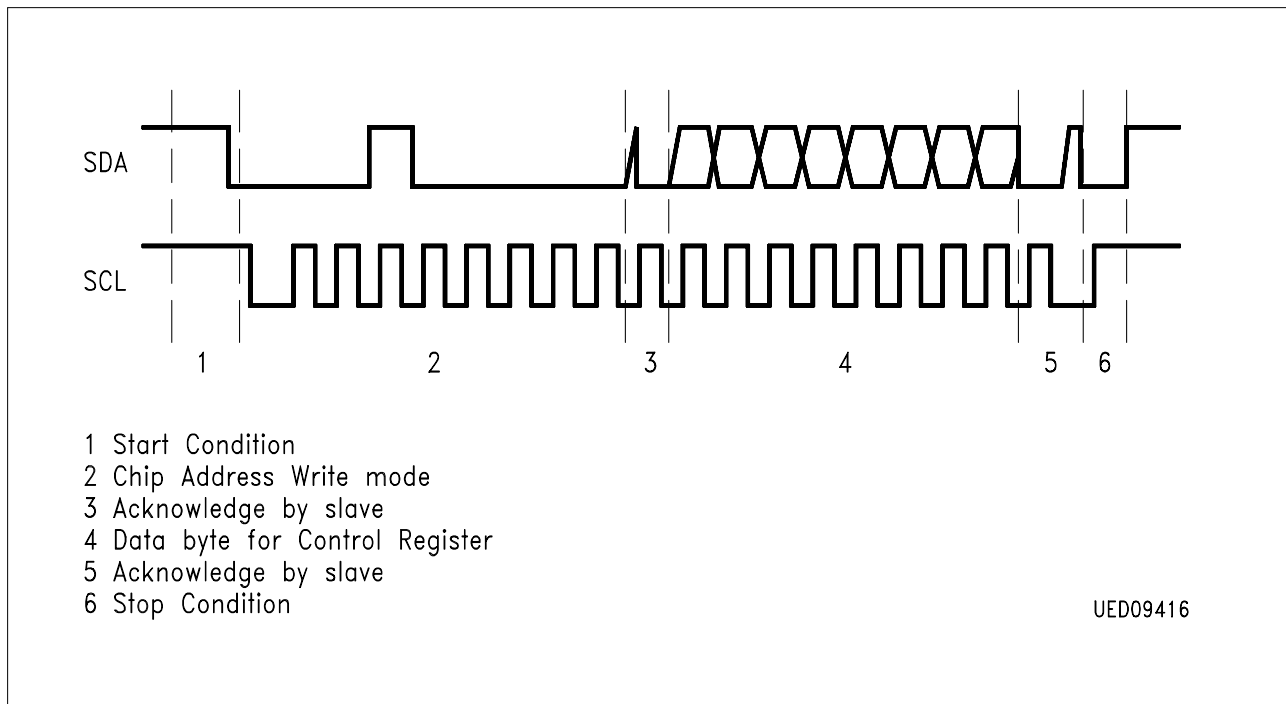 SDA
SCL
1 2 3 4 5 6
1 Start Condition
2 Chip Address Write mode
3 Acknowledge by slave
4 Data byte for Control Register
5 Acknowledge by slave
6 Stop Condition
UED09416